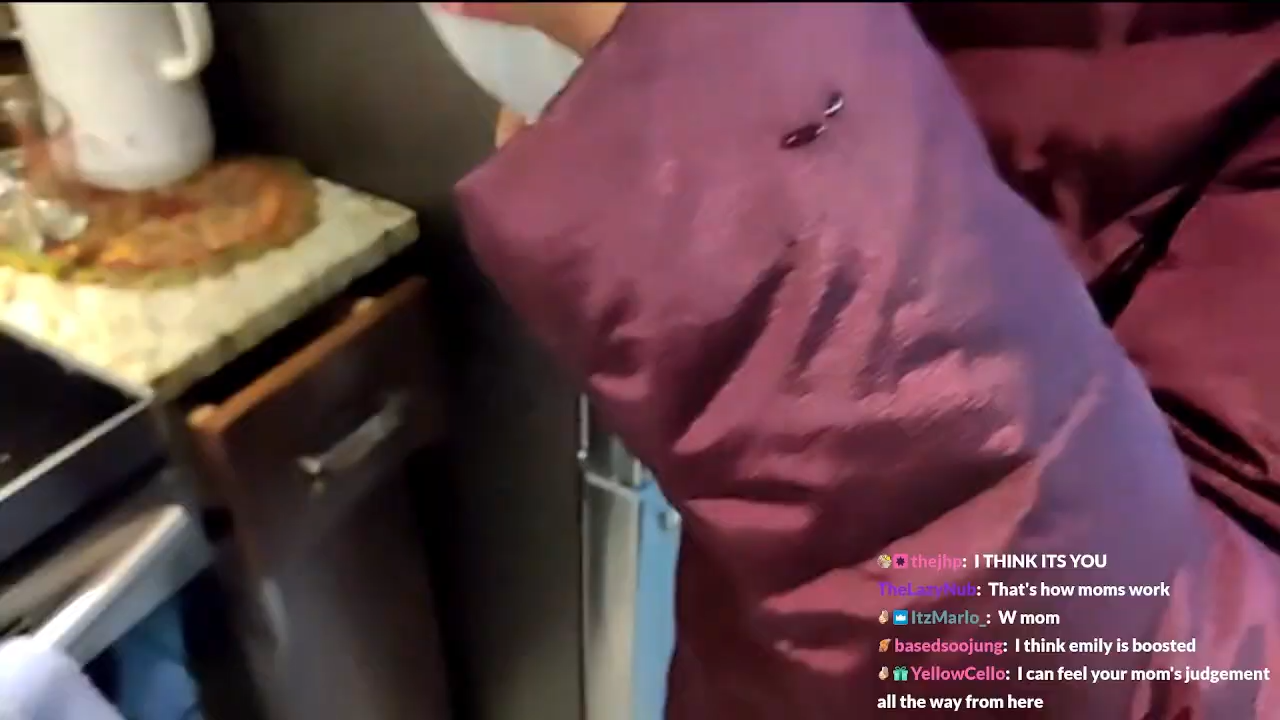 thejhp: I THINK ITS YOU
TheLazyNub: That's how moms work
ItzMarlo_: W mom
basedsoojung: I think emily is boosted
YellowCello: I can feel your mom's judgement
all the way from here